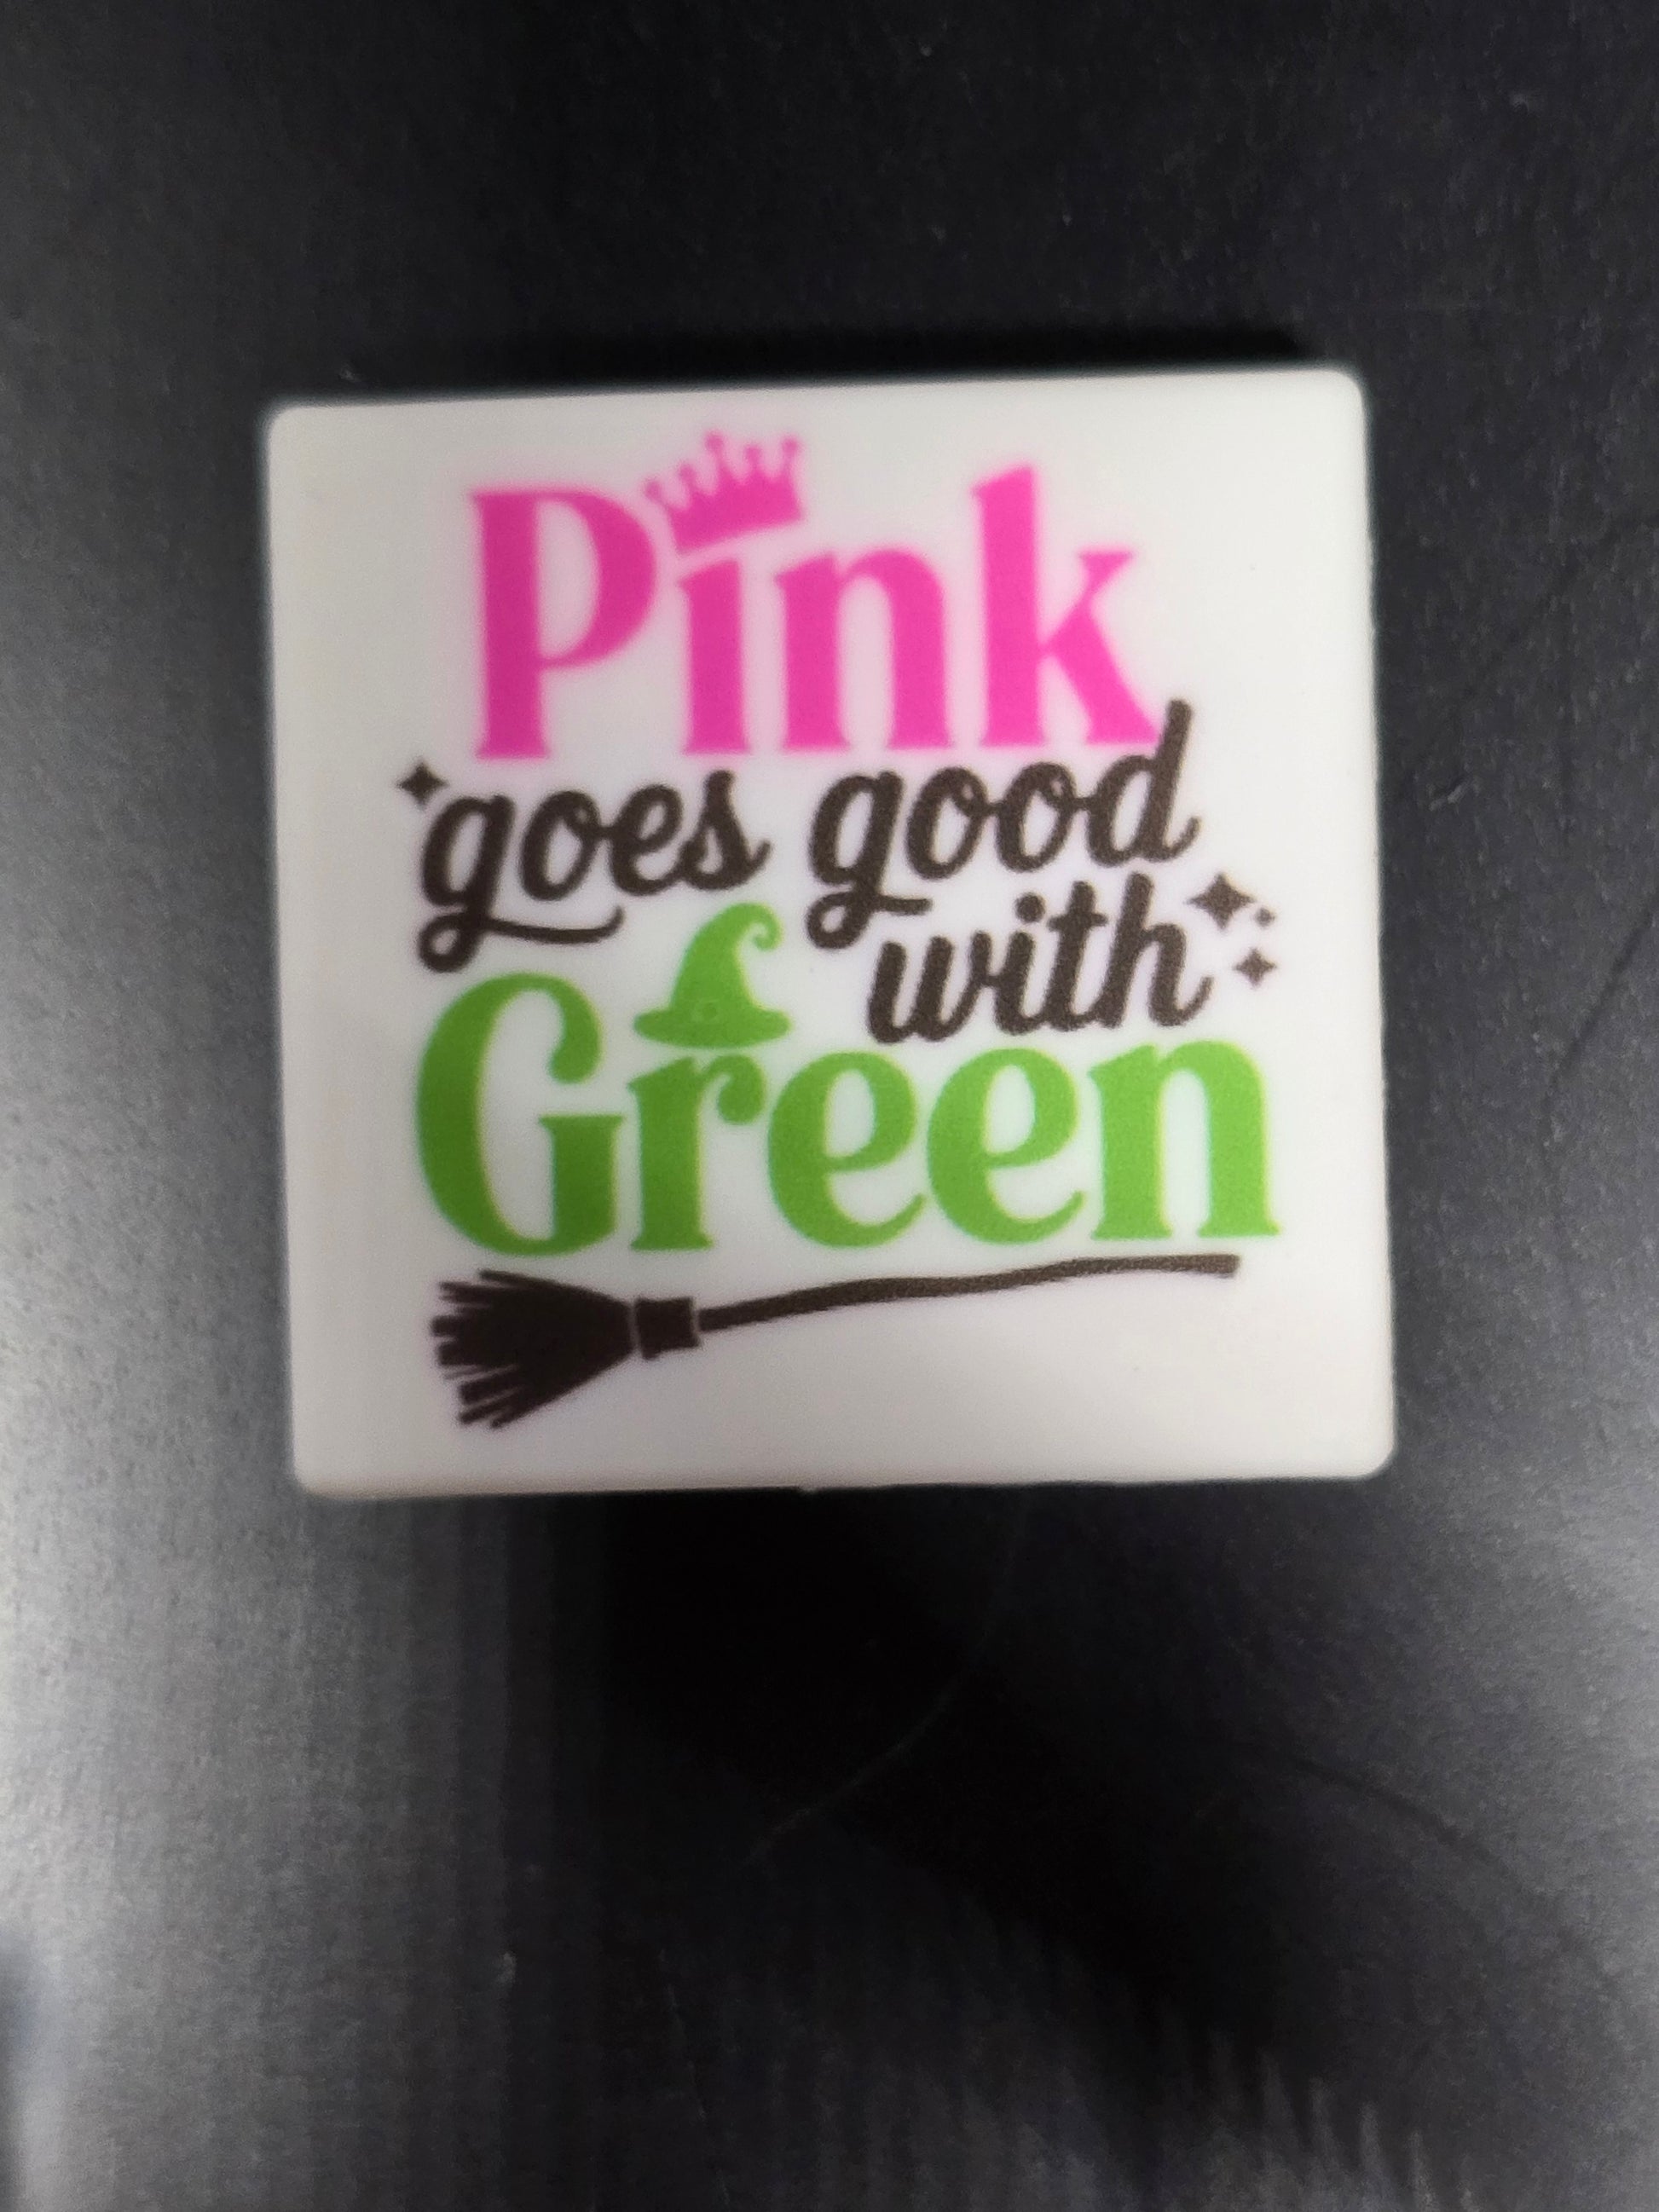 Pink
goes good
with
Green